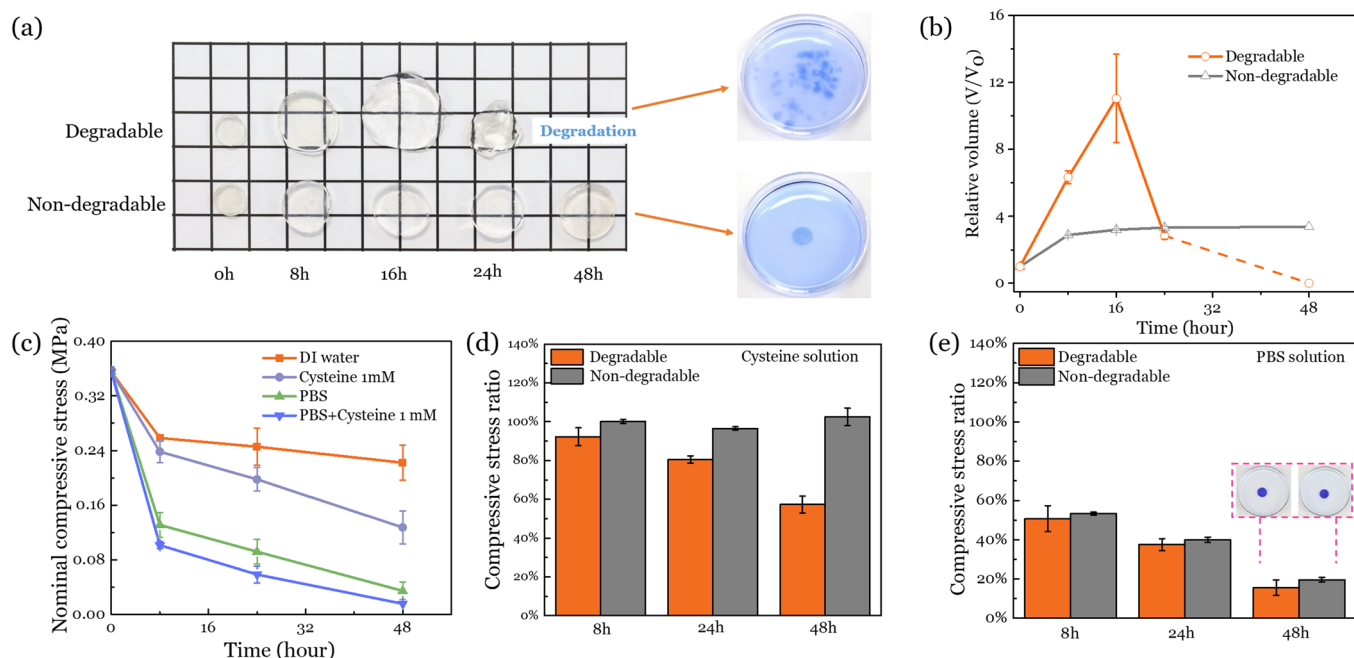 (a)
Degradable
Non-degradable
Degradation
0h
8h
16h
24h
48h
(b)
Relative volume (V/V0)
16
12
8
4
0
Degradable
Non-degradable
0
16
32
48
Time (hour)
(c)
Nominal compressive stress (MPa)
0.40
0.32
0.24
0.16
0.08
0.00
DI water
Cysteine 1mM
PBS
PBS+Cysteine 1 mM
0
16
32
48
Time (hour)
(d)
Compressive stress ratio
140%
120%
100%
80%
60%
40%
20%
0%
Degradable
Non-degradable
Cysteine solution
8h
24h
48h
(e)
Compressive stress ratio
140%
120%
100%
80%
60%
40%
20%
0%
Degradable
Non-degradable
PBS solution
8h
24h
48h